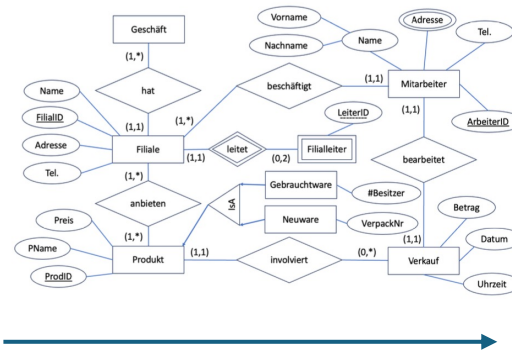 Geschäft
Vorname
Adresse
Nachname
Name
Tel.
(1,*)
hat
beschäftigt
(1,1)
Mitarbeiter
Name
(1,*)
(1,1)
FilialID
(1,1)
LeiterID
ArbeiterID
Adresse
Filiale
(1,1)
leitet
(0,2)
Filialleiter
Tel.
(1,*)
bearbeitet
anbieten
IsA
Gebrauchtware
#Besitzer
Preis
Neuware
VerpackNr
Betrag
PName
(1,*)
(1,1)
Datum
Produkt
(1,1)
involviert
(0,*)
Verkauf
ProdID
Uhrzeit